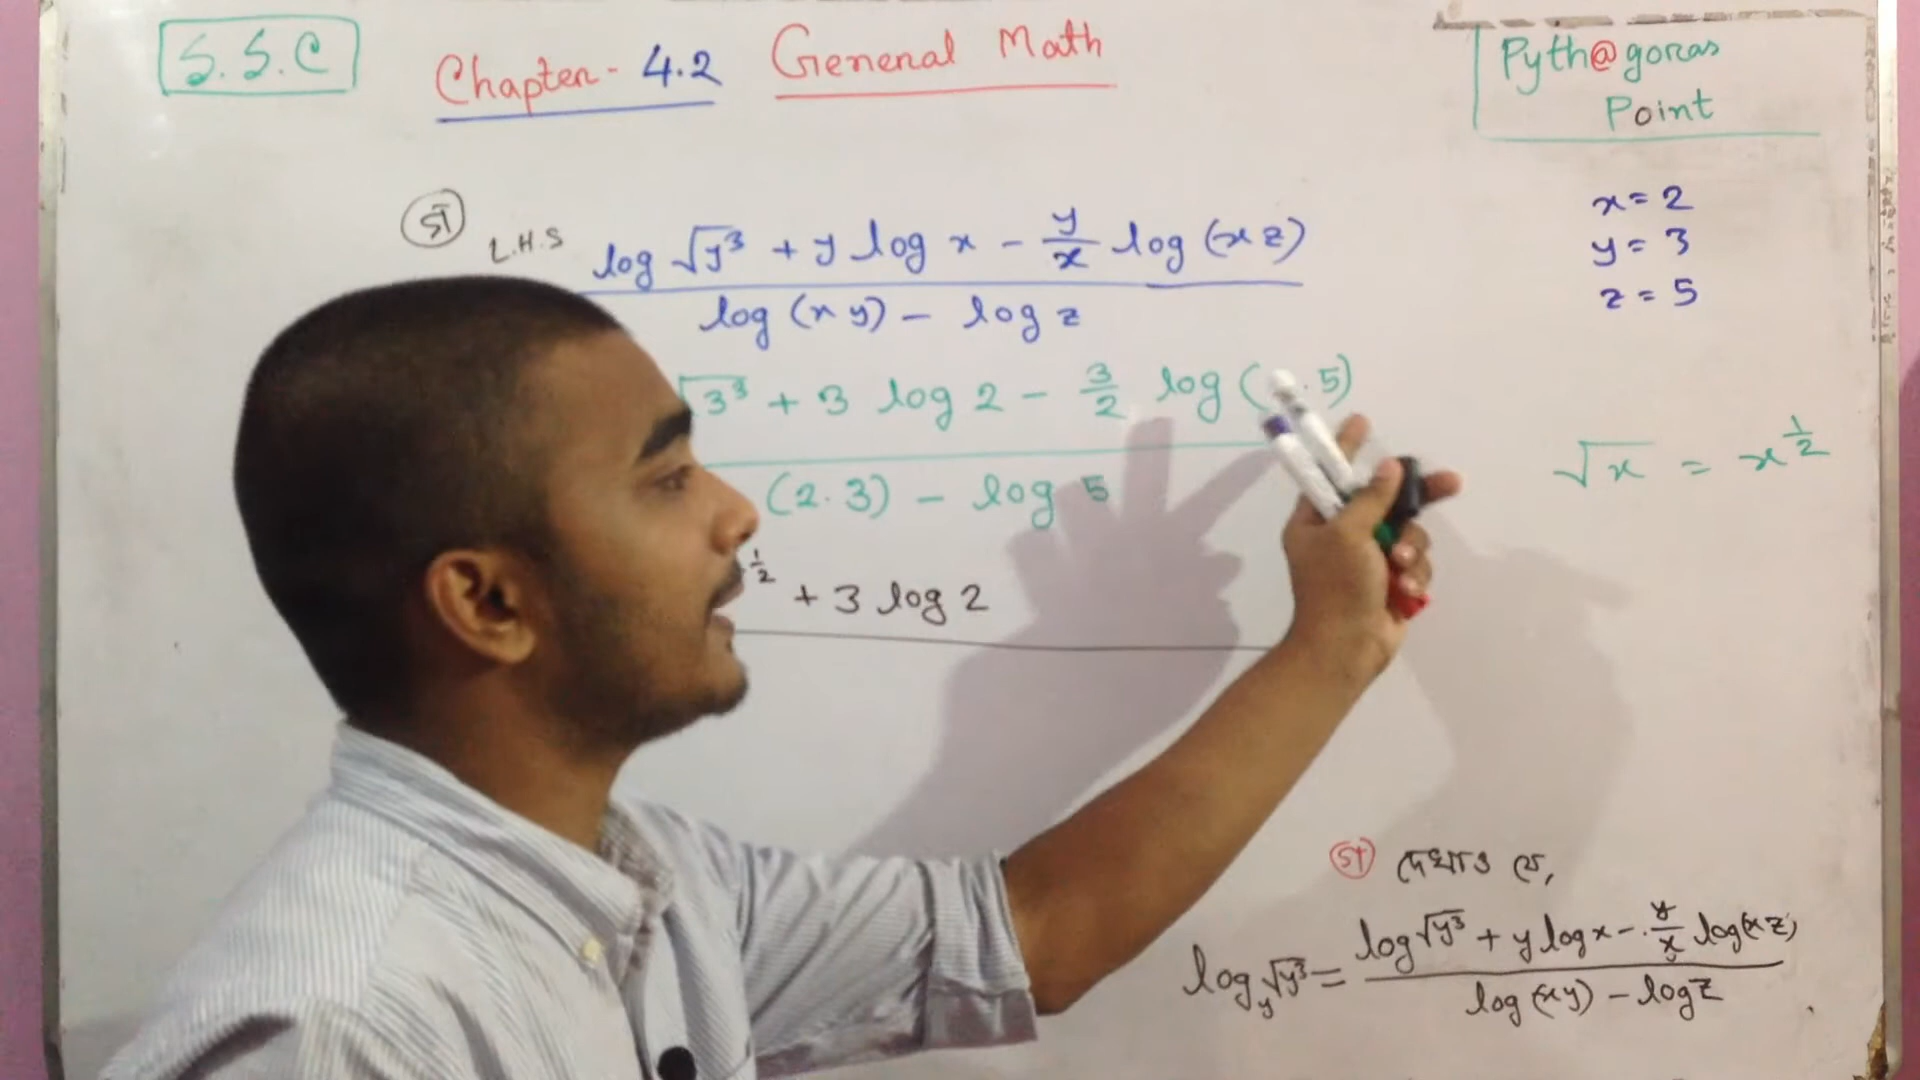 S.S.C
Chapter- 4.2 General Math
Pyth@goras
Point
x = 2
y = 3
z = 5
L.H.S
log √y³ + y log x - y/x log (xz)
log (xy) - log z
√3³ + 3 log 2 - 3/2 log ( . 5)
(2.3) - log 5
√x = x^1/2
1/2 + 3 log 2
দেখাও যে,
log_y √y³ = log √y³ + y log x - y/x log(xz)
log (xy) - log z